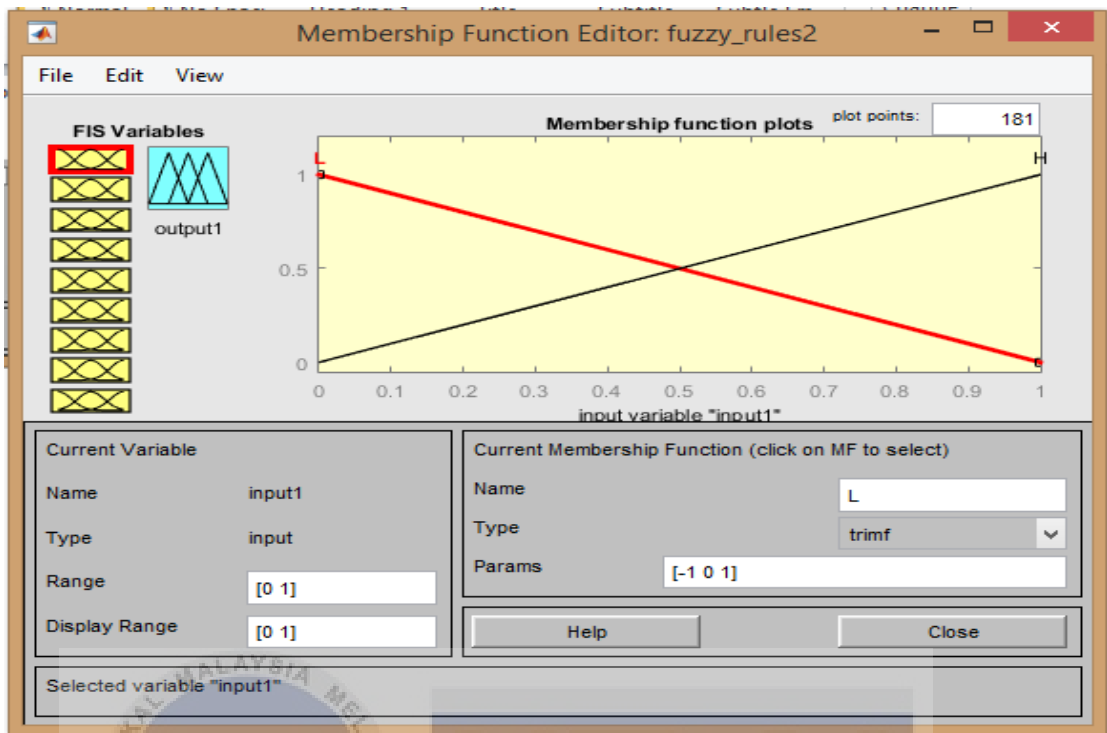 Membership Function Editor: fuzzy_rules2
File Edit View
FIS Variables
output1
Membership function plots
plot points: 181
L
H
1
0.5
0
0 0.1 0.2 0.3 0.4 0.5 0.6 0.7 0.8 0.9 1
input variable "input1"
Current Variable
Name input1
Type input
Range [0 1]
Display Range [0 1]
Current Membership Function (click on MF to select)
Name L
Type trimf
Params [-1 0 1]
Help Close
Selected variable "input1"
KAL MALAYSIA MEL